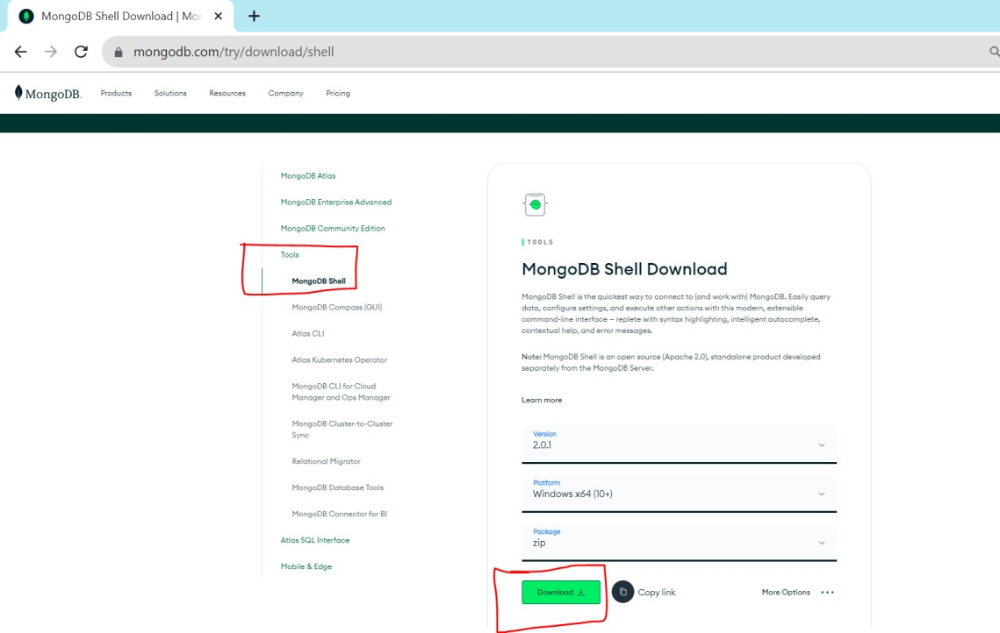 MongoDB Shell Download | Mo
mongodb.com/try/download/shell
MongoDB.
Products
Solutions
Resources
Company
Pricing
MongoDB Atlas
MongoDB Enterprise Advanced
MongoDB Community Edition
Tools
MongoDB Shell
MongoDB Compass (GUI)
Atlas CLI
Atlas Kubernetes Operator
MongoDB CLI for Cloud
Manager and Ops Manager
MongoDB Cluster-to-Cluster
Sync
Relational Migrator
MongoDB Database Tools
MongoDB Connector for BI
Atlas SQL Interface
Mobile & Edge
TOOLS
MongoDB Shell Download
MongoDB Shell is the quickest way to connect to (and work with) MongoDB. Easily query
data, configure settings, and execute other actions with this modern, extensible
command-line interface — replete with syntax highlighting, intelligent autocomplete,
contextual help, and error messages.
Note: MongoDB Shell is an open source (Apache 2.0), standalone product developed
separately from the MongoDB Server.
Learn more
Version
2.0.1
Platform
Windows x64 (10+)
Package
zip
Download
Copy link
More Options